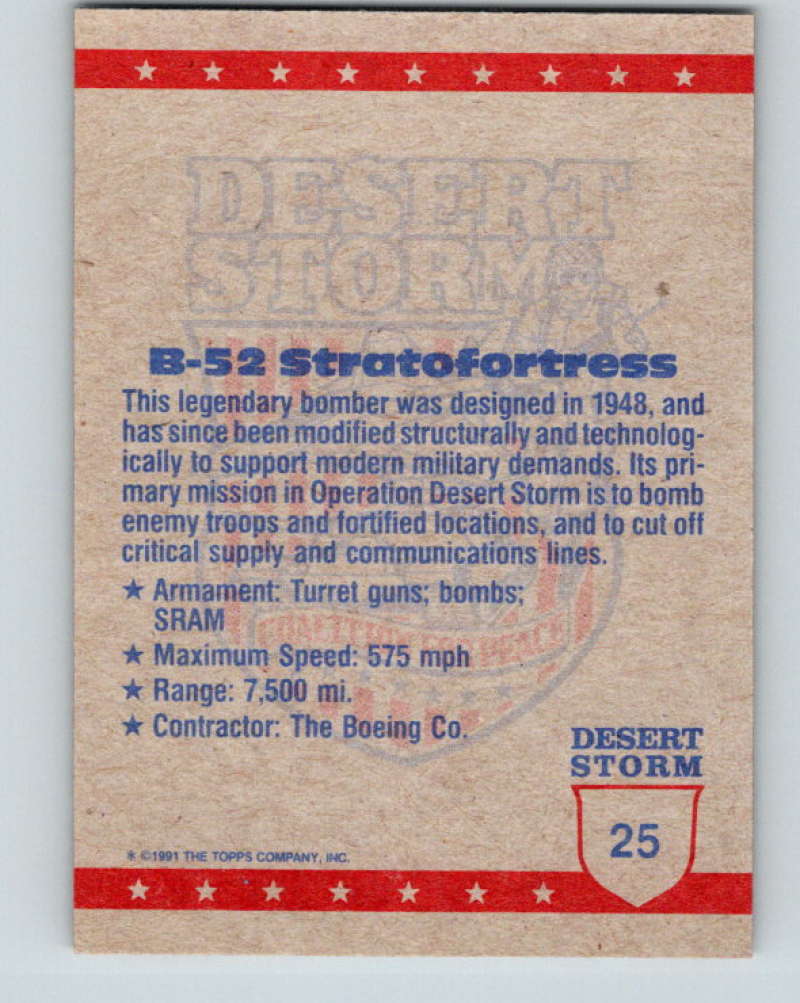 DESERT
STORM
B-52 Stratofortress
This legendary bomber was designed in 1948, and
has since been modified structurally and technolog-
ically to support modern military demands. Its pri-
mary mission in Operation Desert Storm is to bomb
enemy troops and fortified locations, and to cut off
critical supply and communications lines.
★ Armament: Turret guns; bombs;
SRAM
COALITION FOR PEACE
★ Maximum Speed: 575 mph
★ Range: 7,500 mi.
★ Contractor: The Boeing Co.
DESERT
STORM
25
* ©1991 THE TOPPS COMPANY, INC.